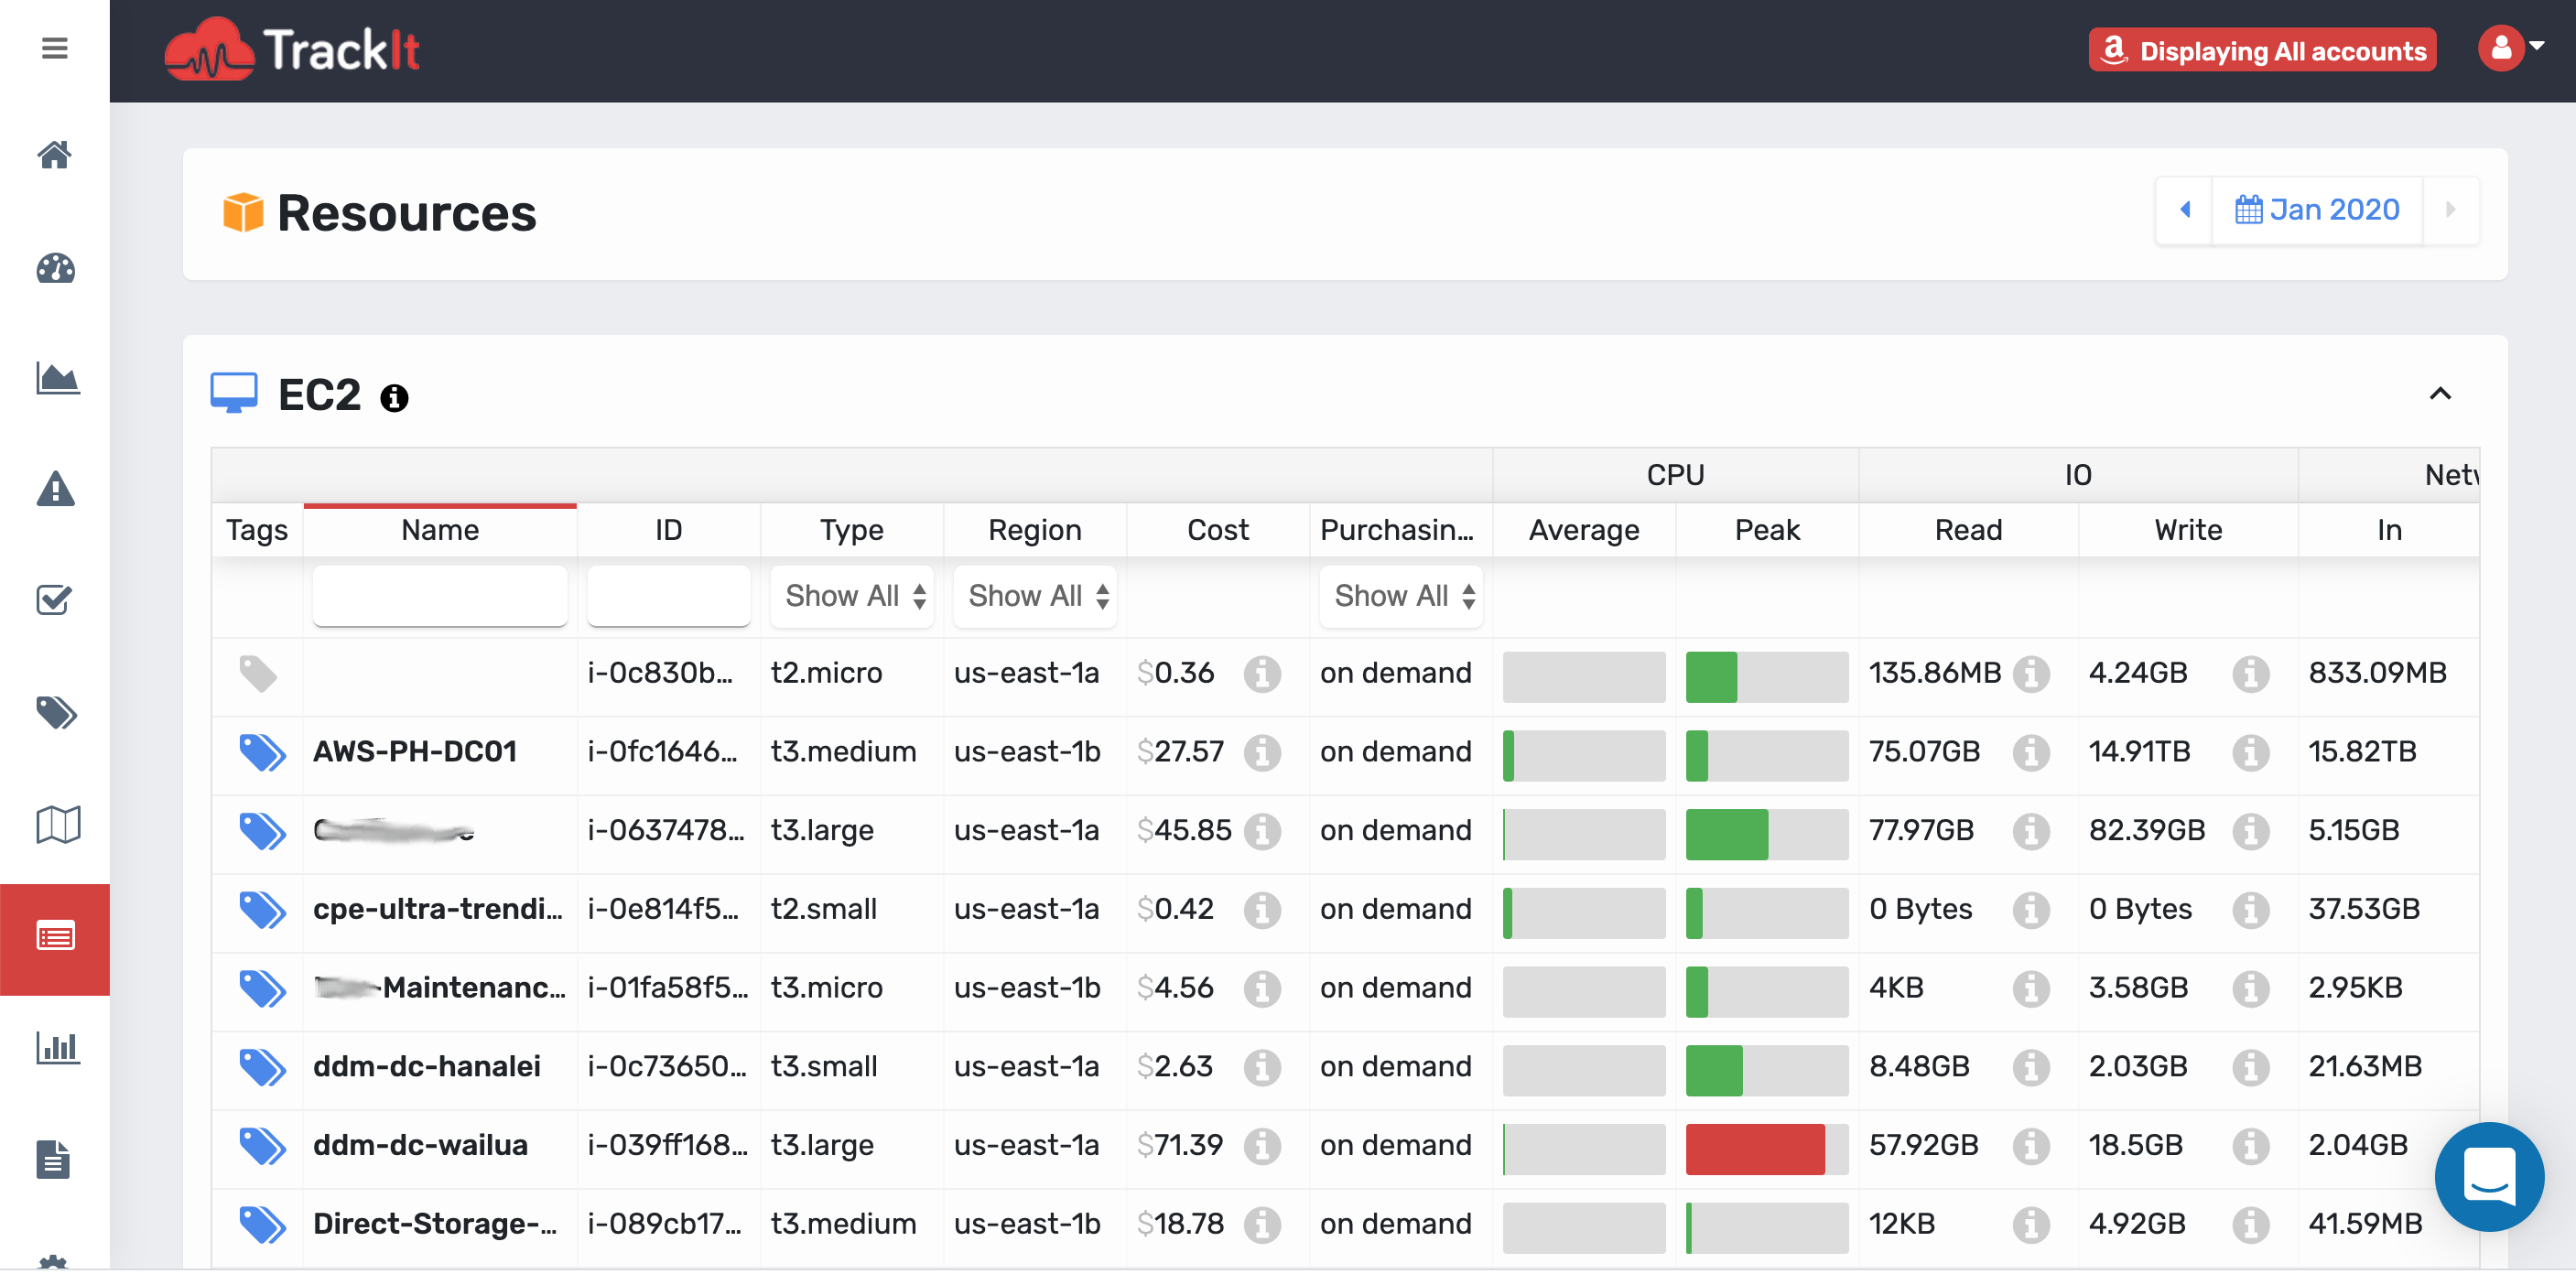 TrackIt
a Displaying All accounts
Resources
Jan 2020
EC2
CPU IO Netw
Tags Name ID Type Region Cost Purchasin... Average Peak Read Write In
Show All Show All Show All
i-0c830b... t2.micro us-east-1a $0.36 on demand 135.86MB 4.24GB 833.09MB
AWS-PH-DC01 i-0fc1646... t3.medium us-east-1b $27.57 on demand 75.07GB 14.91TB 15.82TB
i-0637478... t3.large us-east-1a $45.85 on demand 77.97GB 82.39GB 5.15GB
cpe-ultra-trendi... i-0e814f5... t2.small us-east-1a $0.42 on demand 0 Bytes 0 Bytes 37.53GB
-Maintenanc... i-01fa58f5... t3.micro us-east-1b $4.56 on demand 4KB 3.58GB 2.95KB
ddm-dc-hanalei i-0c73650... t3.small us-east-1a $2.63 on demand 8.48GB 2.03GB 21.63MB
ddm-dc-wailua i-039ff168... t3.large us-east-1a $71.39 on demand 57.92GB 18.5GB 2.04GB
Direct-Storage-... i-089cb17... t3.medium us-east-1b $18.78 on demand 12KB 4.92GB 41.59MB